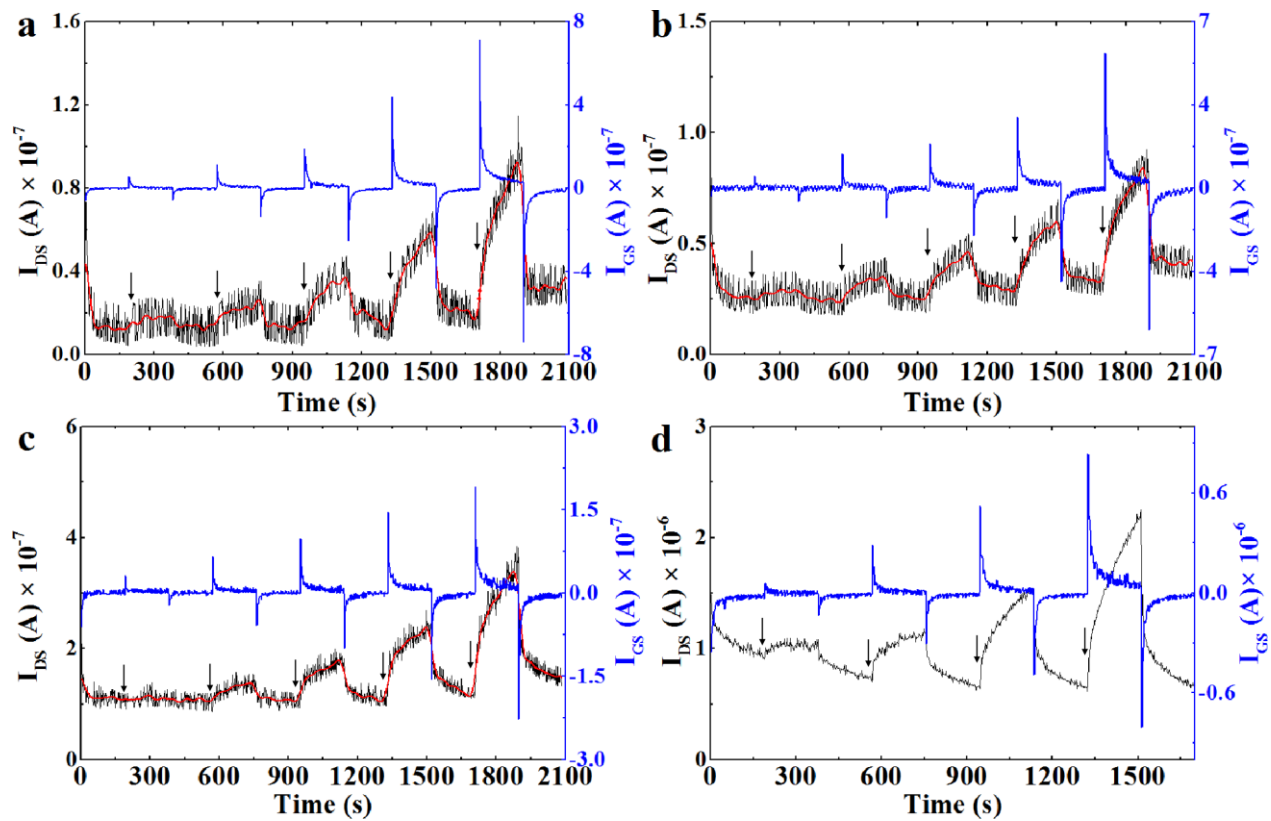 a
1.6
1.2
0.8
0.4
0.0
I_DS (A) × 10^-7
8
4
0
-4
-8
I_GS (A) × 10^-7
0 300 600 900 1200 1500 1800 2100
Time (s)
b
1.5
1.0
0.5
0.0
I_DS (A) × 10^-7
7
4
0
-4
-7
I_GS (A) × 10^-7
0 300 600 900 1200 1500 1800 2100
Time (s)
c
6
4
2
0
I_DS (A) × 10^-7
3.0
1.5
0.0
-1.5
-3.0
I_GS (A) × 10^-7
0 300 600 900 1200 1500 1800 2100
Time (s)
d
3
2
1
0
I_DS (A) × 10^-6
0.6
0.0
-0.6
I_GS (A) × 10^-6
0 300 600 900 1200 1500
Time (s)